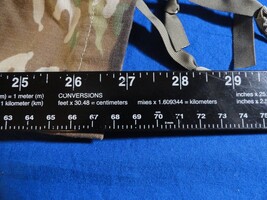 25 26 27 28 29
m) = 1 meter (m) CONVERSIONS inches x 25.
1 kilometer (km) feet x 30.48 = centimeters miles x 1.609344 = kilometers inches x 2.
63 64 65 66 67 68 69 70 71 72 73 74 75